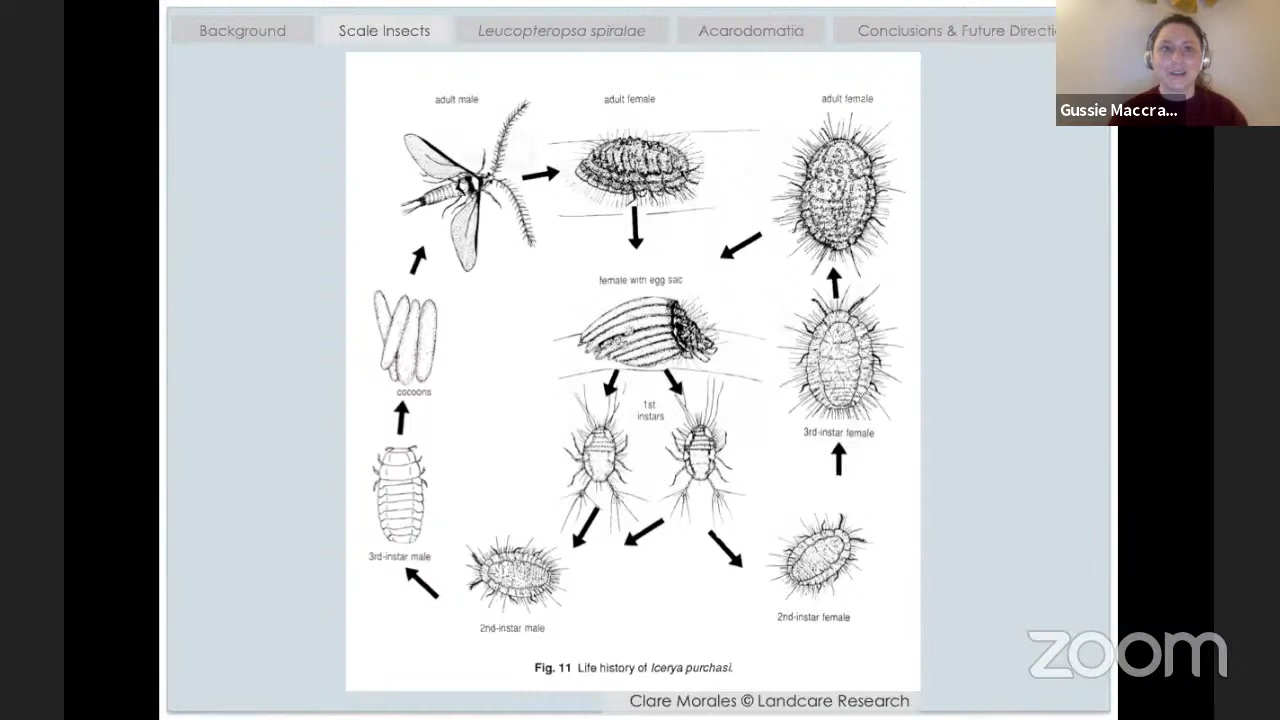 Background
Scale Insects
Leucopteropsa spiralae
Acarodomatia
Conclusions & Future Directi
Gussie Maccra...
adult male
adult female
adult female
female with egg sac
cocoons
1st
instars
3rd-instar female
3rd-instar male
2nd-instar male
2nd-instar female
Fig. 11 Life history of Icerya purchasi.
Clare Morales © Landcare Research
zoom